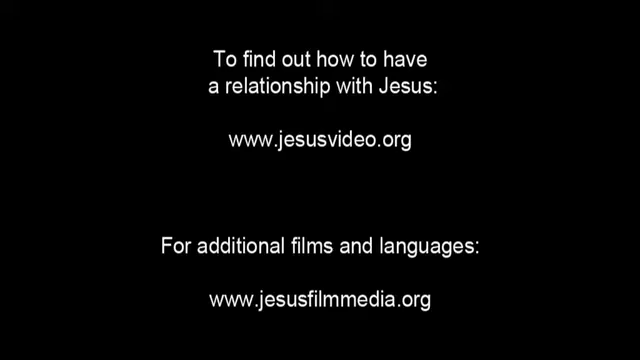 To find out how to have
a relationship with Jesus:
www.jesusvideo.org
For additional films and languages:
www.jesusfilmmedia.org